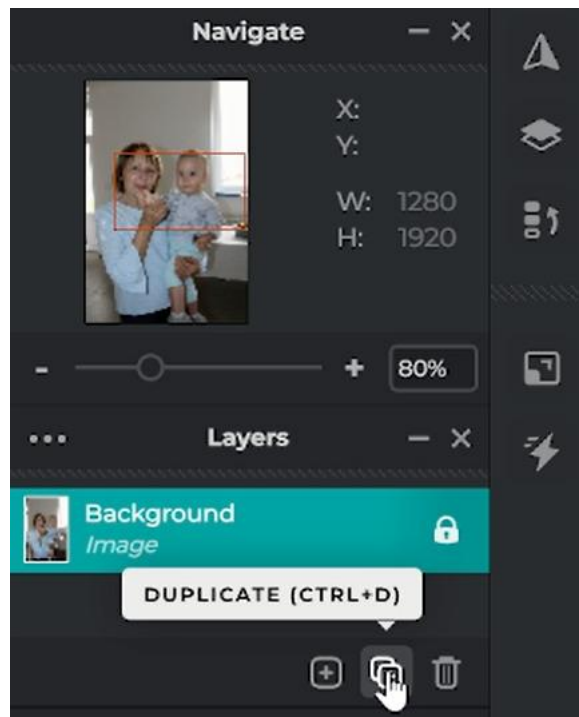 Navigate
X:
Y:
W: 1280
H: 1920
80%
Layers
Background
Image
DUPLICATE (CTRL+D)